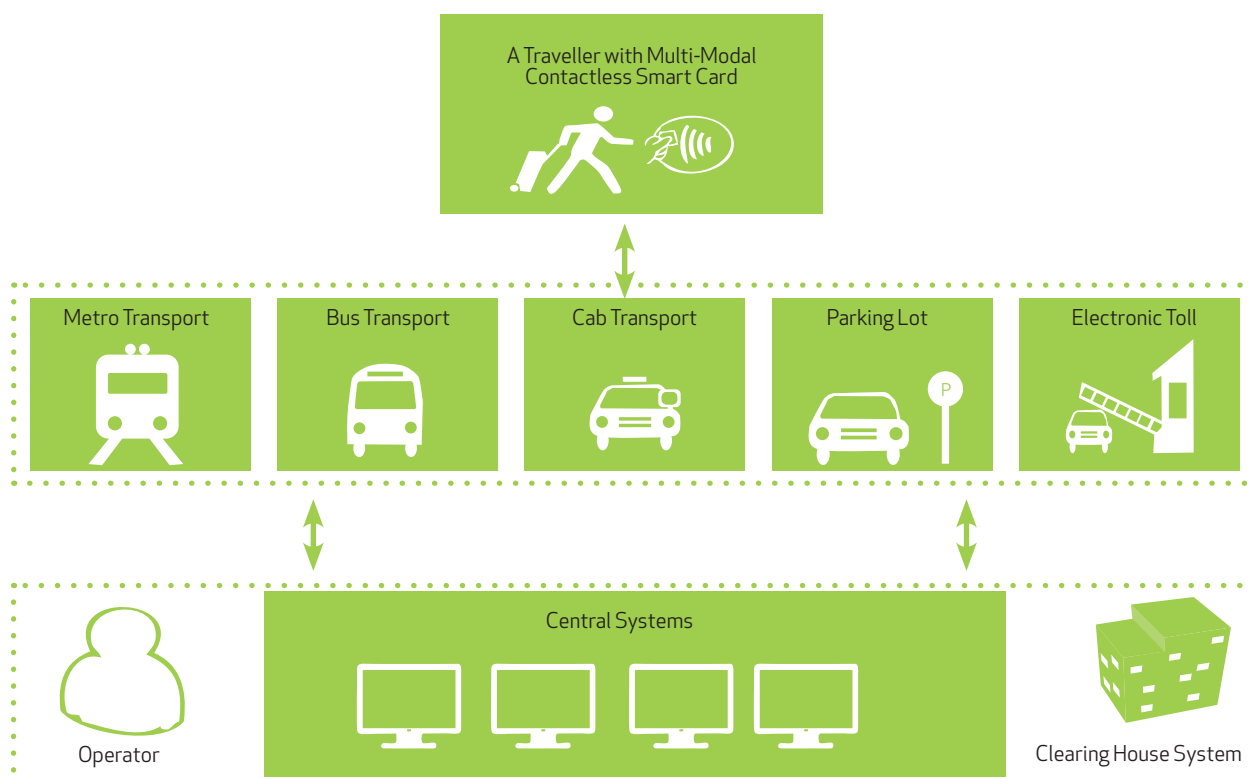 A Traveller with Multi-Modal
Contactless Smart Card
Metro Transport
Bus Transport
Cab Transport
Parking Lot
Electronic Toll
P
Central Systems
Operator
Clearing House System